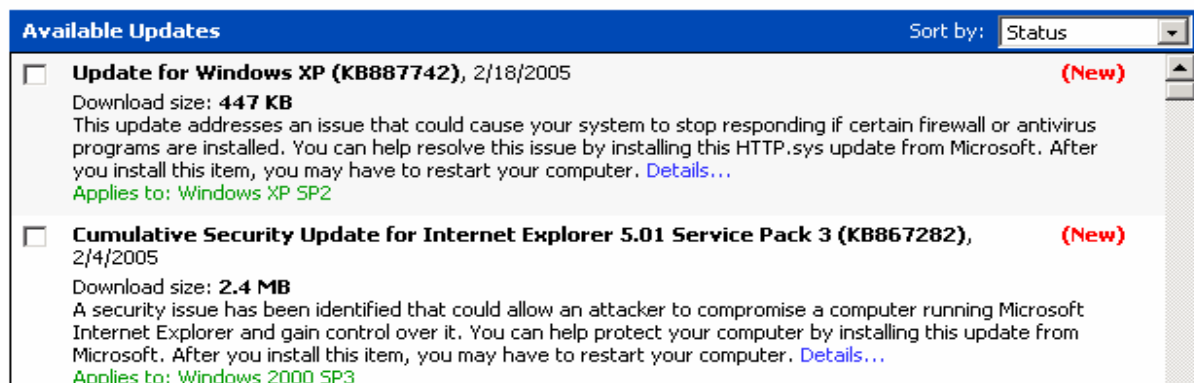 Available Updates Sort by: Status
Update for Windows XP (KB887742), 2/18/2005 (New)
Download size: 447 KB
This update addresses an issue that could cause your system to stop responding if certain firewall or antivirus
programs are installed. You can help resolve this issue by installing this HTTP.sys update from Microsoft. After
you install this item, you may have to restart your computer. Details...
Applies to: Windows XP SP2
Cumulative Security Update for Internet Explorer 5.01 Service Pack 3 (KB867282), (New)
2/4/2005
Download size: 2.4 MB
A security issue has been identified that could allow an attacker to compromise a computer running Microsoft
Internet Explorer and gain control over it. You can help protect your computer by installing this update from
Microsoft. After you install this item, you may have to restart your computer. Details...
Applies to: Windows 2000 SP3